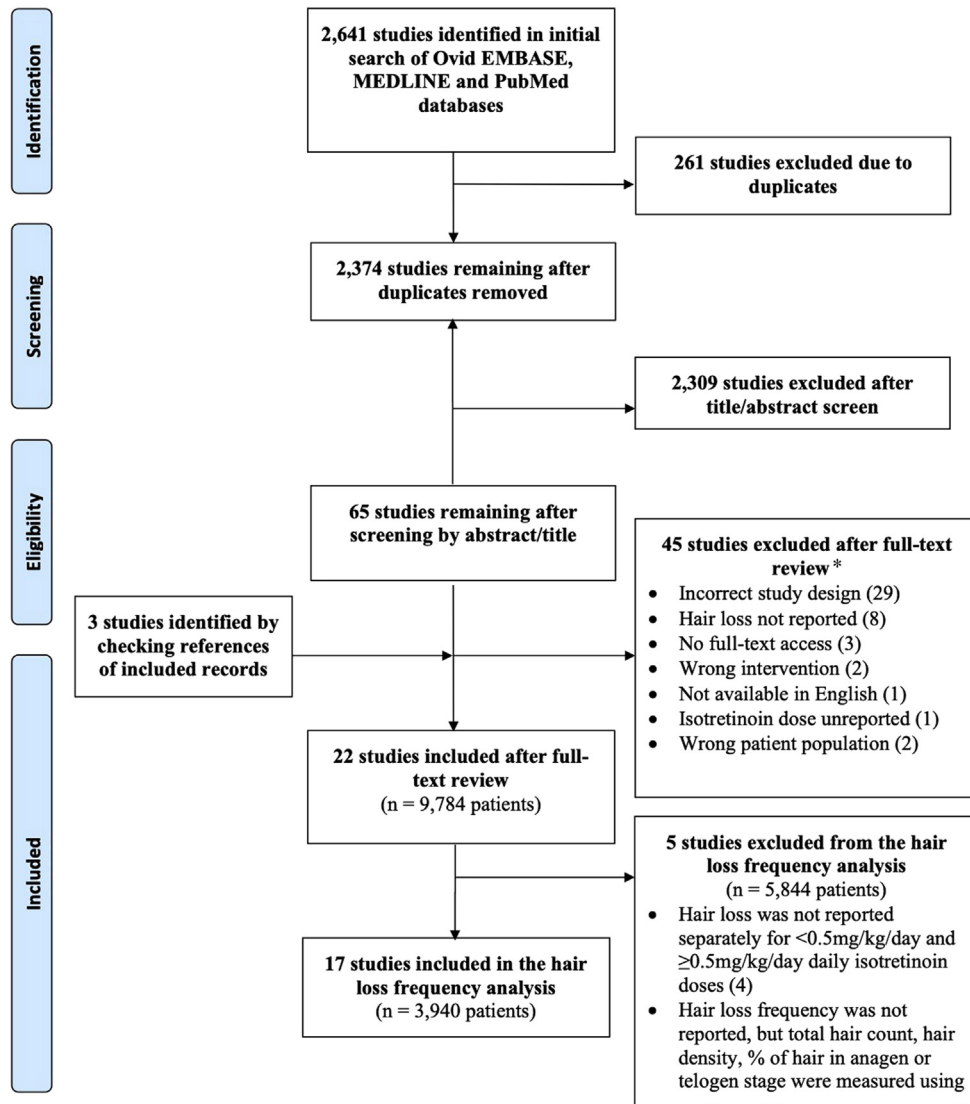 Identification
2,641 studies identified in initial
search of Ovid EMBASE,
MEDLINE and PubMed
databases
261 studies excluded due to
duplicates
Screening
2,374 studies remaining after
duplicates removed
2,309 studies excluded after
title/abstract screen
Eligibility
65 studies remaining after
screening by abstract/title
45 studies excluded after full-text
review*
• Incorrect study design (29)
• Hair loss not reported (8)
• No full-text access (3)
• Wrong intervention (2)
• Not available in English (1)
• Isotretinoin dose unreported (1)
• Wrong patient population (2)
3 studies identified by
checking references
of included records
Included
22 studies included after full-
text review
(n = 9,784 patients)
5 studies excluded from the hair
loss frequency analysis
(n = 5,844 patients)
• Hair loss was not reported
separately for <0.5mg/kg/day and
≥0.5mg/kg/day daily isotretinoin
doses (4)
• Hair loss frequency was not
reported, but total hair count, hair
density, % of hair in anagen or
telogen stage were measured using
17 studies included in the hair
loss frequency analysis
(n = 3,940 patients)